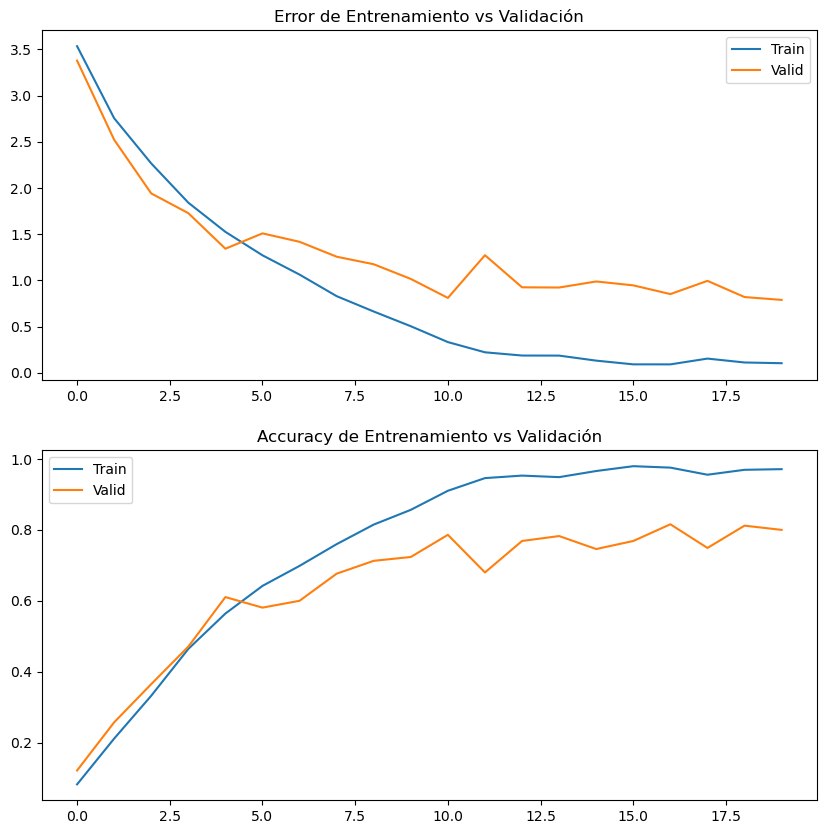 Error de Entrenamiento vs Validación
Train
Valid
3.5
3.0
2.5
2.0
1.5
1.0
0.5
0.0
0.0 2.5 5.0 7.5 10.0 12.5 15.0 17.5
Accuracy de Entrenamiento vs Validación
Train
Valid
1.0
0.8
0.6
0.4
0.2
0.0 2.5 5.0 7.5 10.0 12.5 15.0 17.5